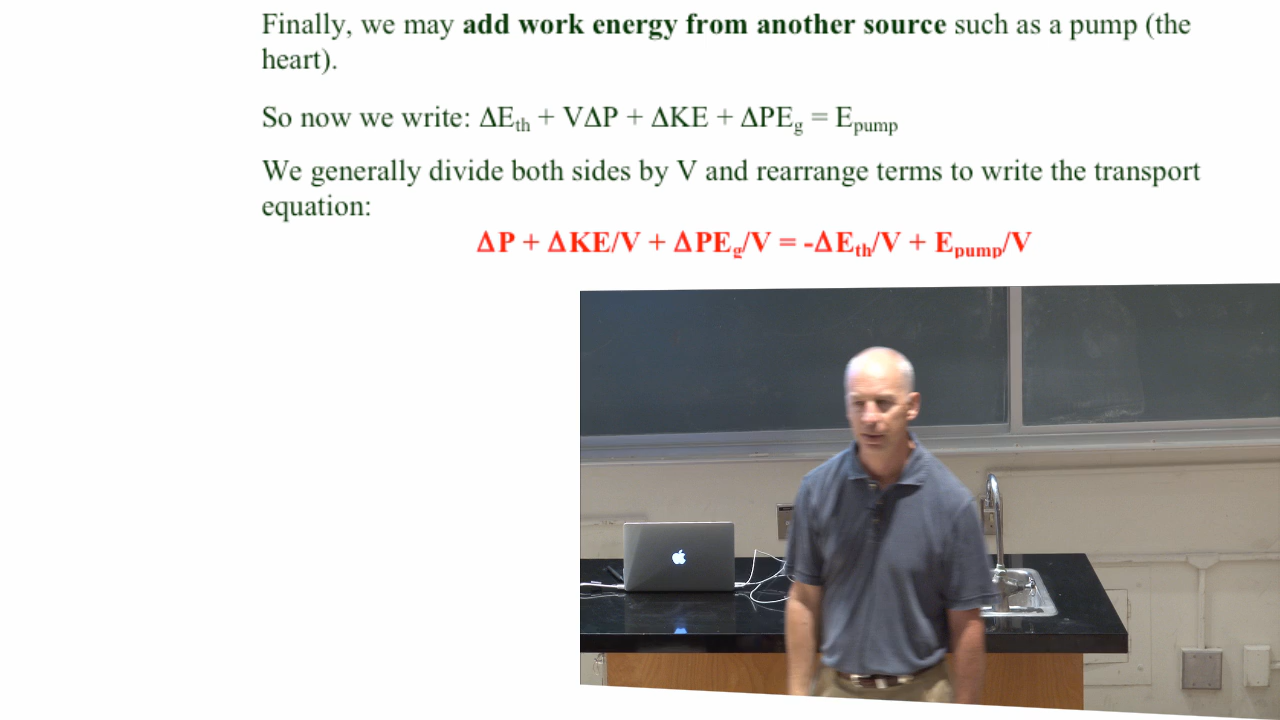 Finally, we may add work energy from another source such as a pump (the
heart).
So now we write: ΔEth + VΔP + ΔKE + ΔPEg = Epump
We generally divide both sides by V and rearrange terms to write the transport
equation:
ΔP + ΔKE/V + ΔPEg/V = -ΔEth/V + Epump/V